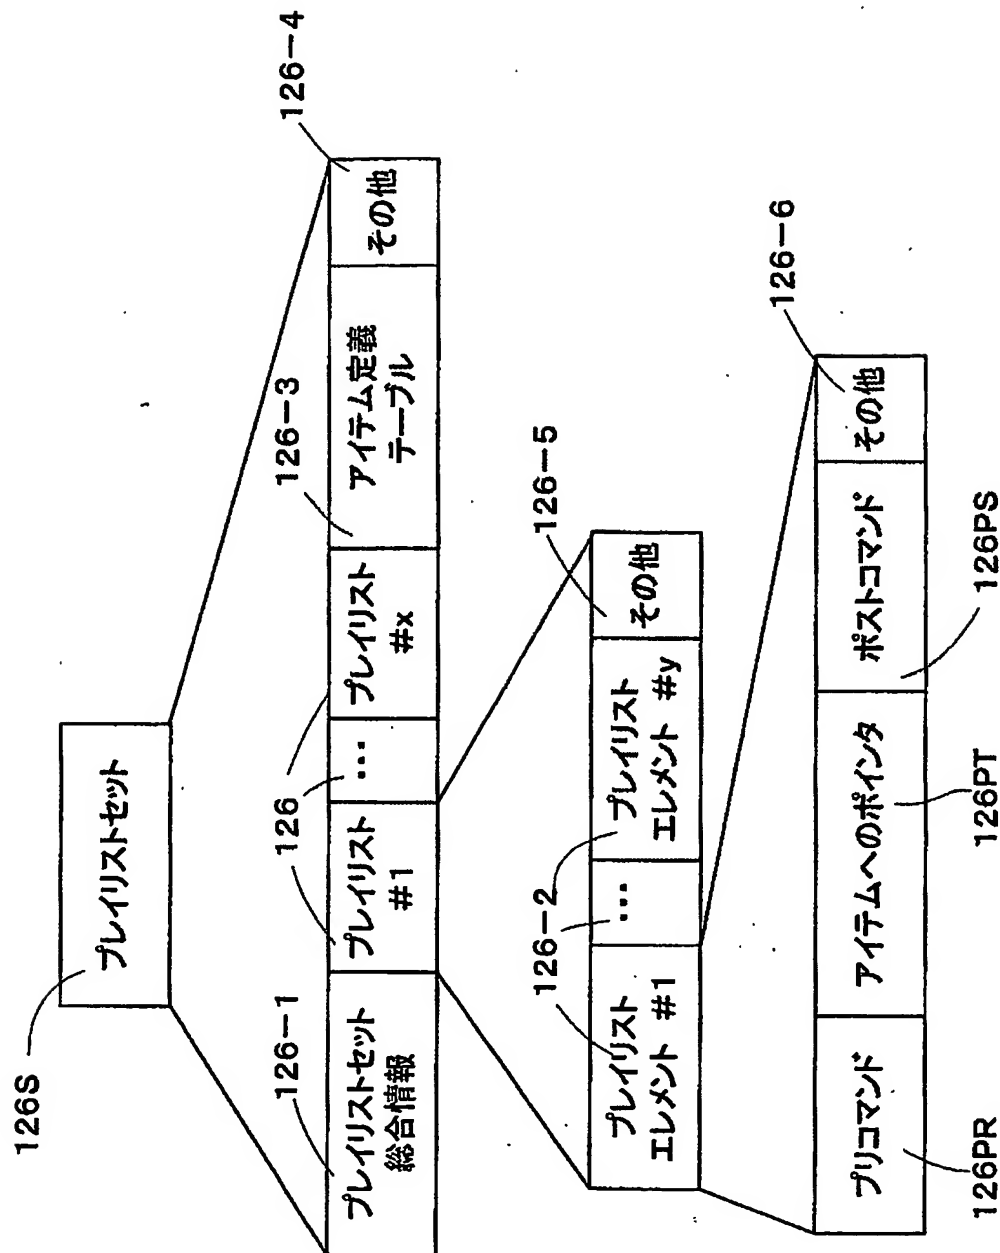 126S
プレイリストセット
126-1
126
126-3
126-4
プレイリストセット
総合情報
プレイリスト
#1
...
プレイリスト
#x
アイテム定義
テーブル
その他
126-2
126-5
プレイリスト
エレメント #1
...
プレイリスト
エレメント #y
その他
126-6
プリコマンド
アイテムへのポインタ
ポストコマンド
その他
126PR
126PT
126PS